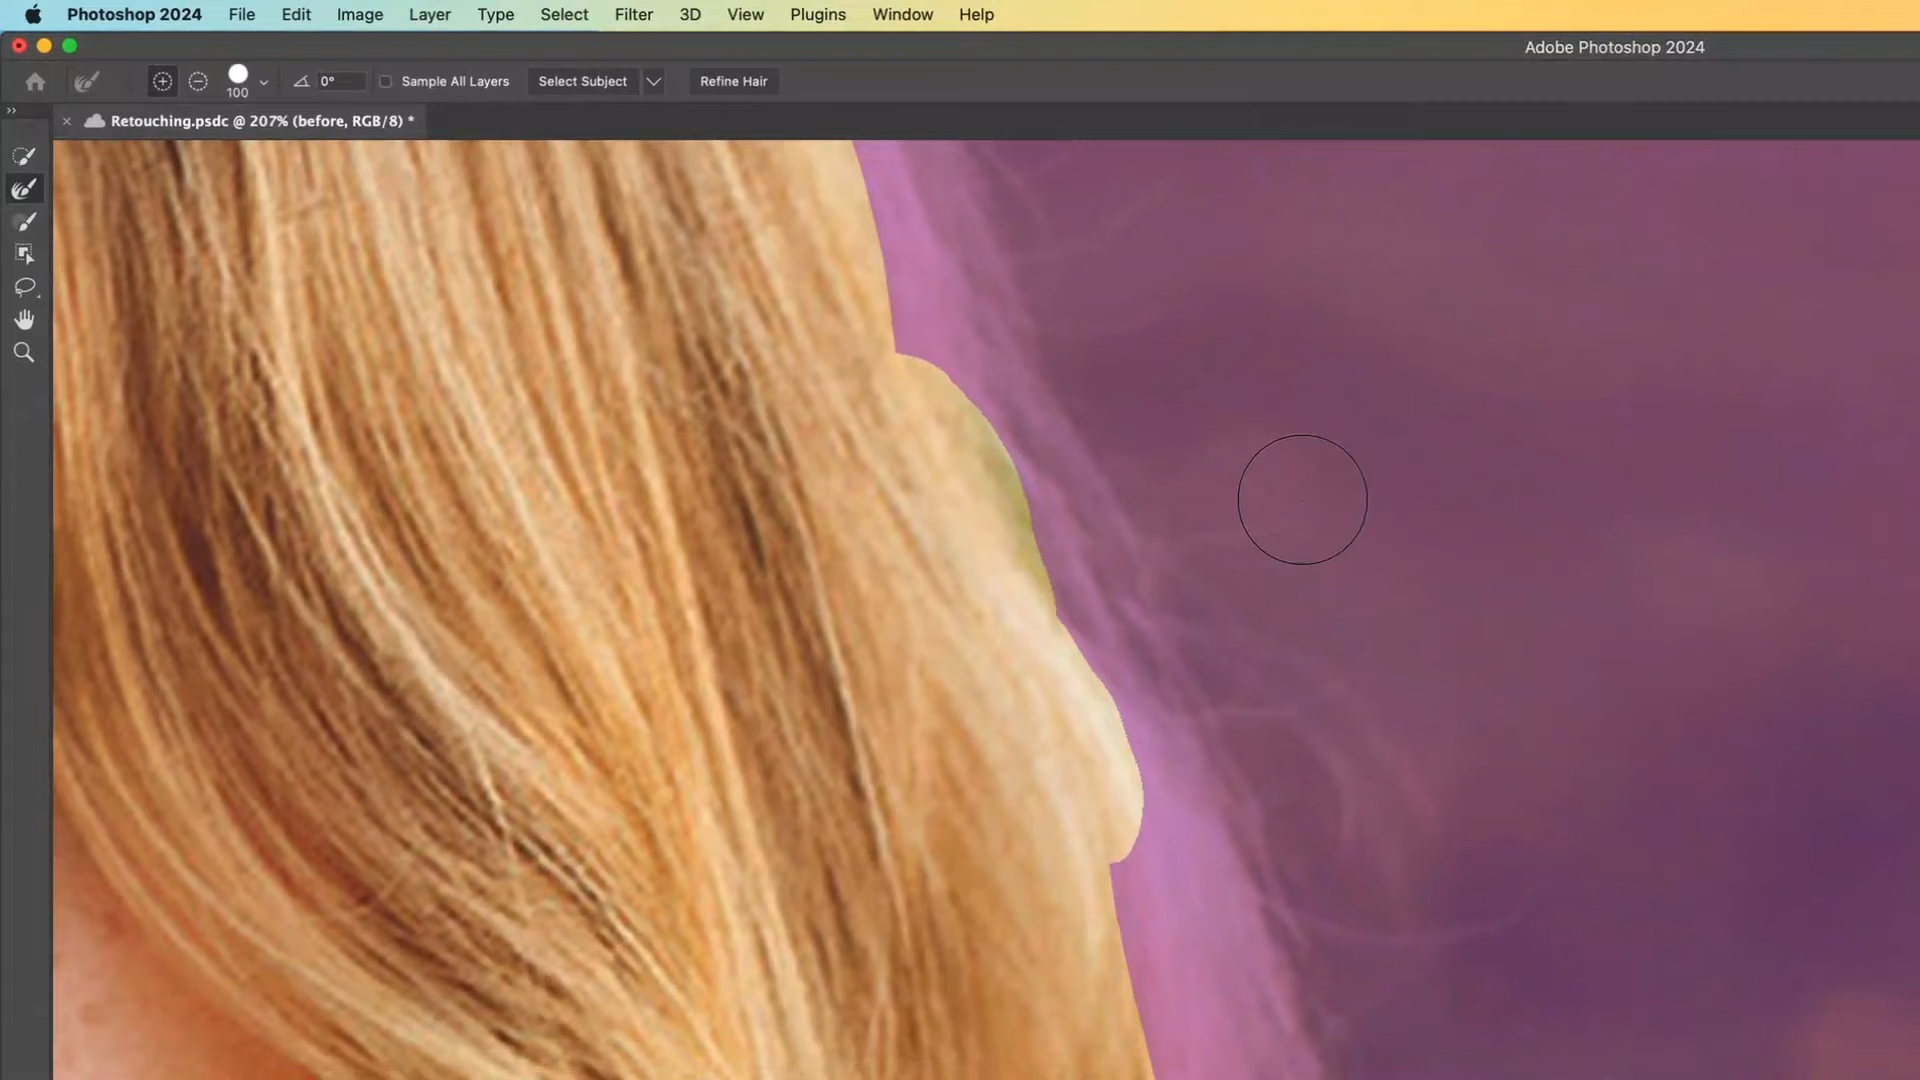 Photoshop 2024 File Edit Image Layer Type Select Filter 3D View Plugins Window Help
Adobe Photoshop 2024
100 0° Sample All Layers Select Subject Refine Hair
Retouching.psdc @ 207% (before, RGB/8) *